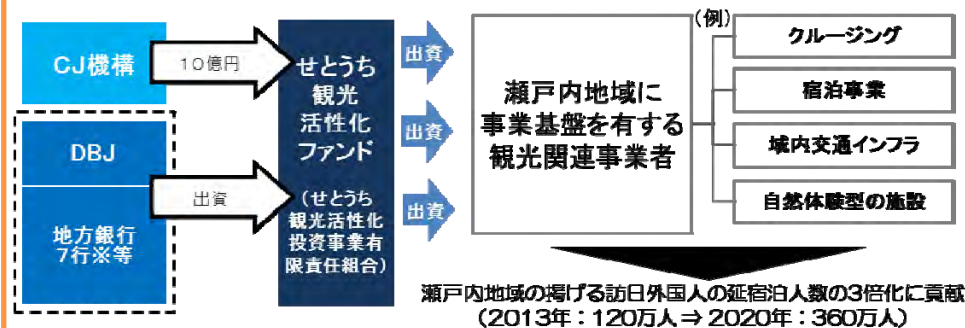 CJ機構
10億円
DBJ
地方銀行
7行※等
出資
せとうち
観光
活性化
ファンド
(せとうち
観光活性化
投資事業有
限責任組合)
出資
出資
出資
瀬戸内地域に
事業基盤を有する
観光関連事業者
(例)
クルージング
宿泊事業
域内交通インフラ
自然体験型の施設
瀬戸内地域の掲げる訪日外国人の延宿泊人数の3倍化に貢献
(2013年:120万人⇒2020年:360万人)